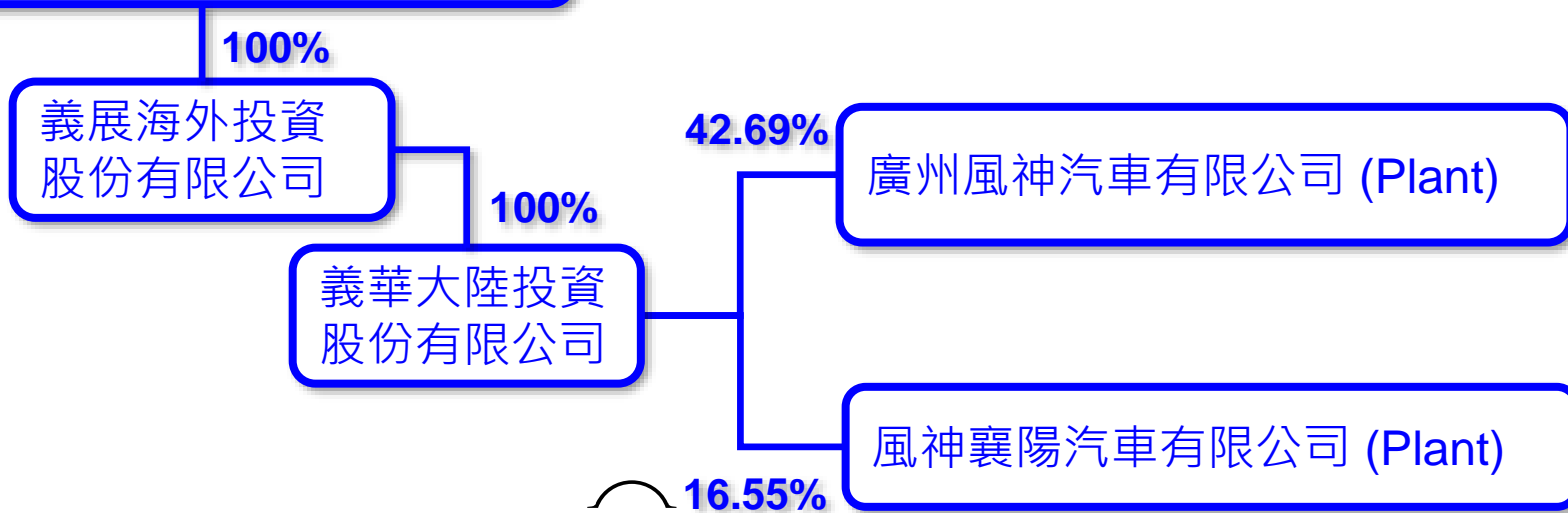 100%
義展海外投資
股份有限公司
100%
義華大陸投資
股份有限公司
42.69%
廣州風神汽車有限公司 (Plant)
風神襄陽汽車有限公司 (Plant)
16.55%